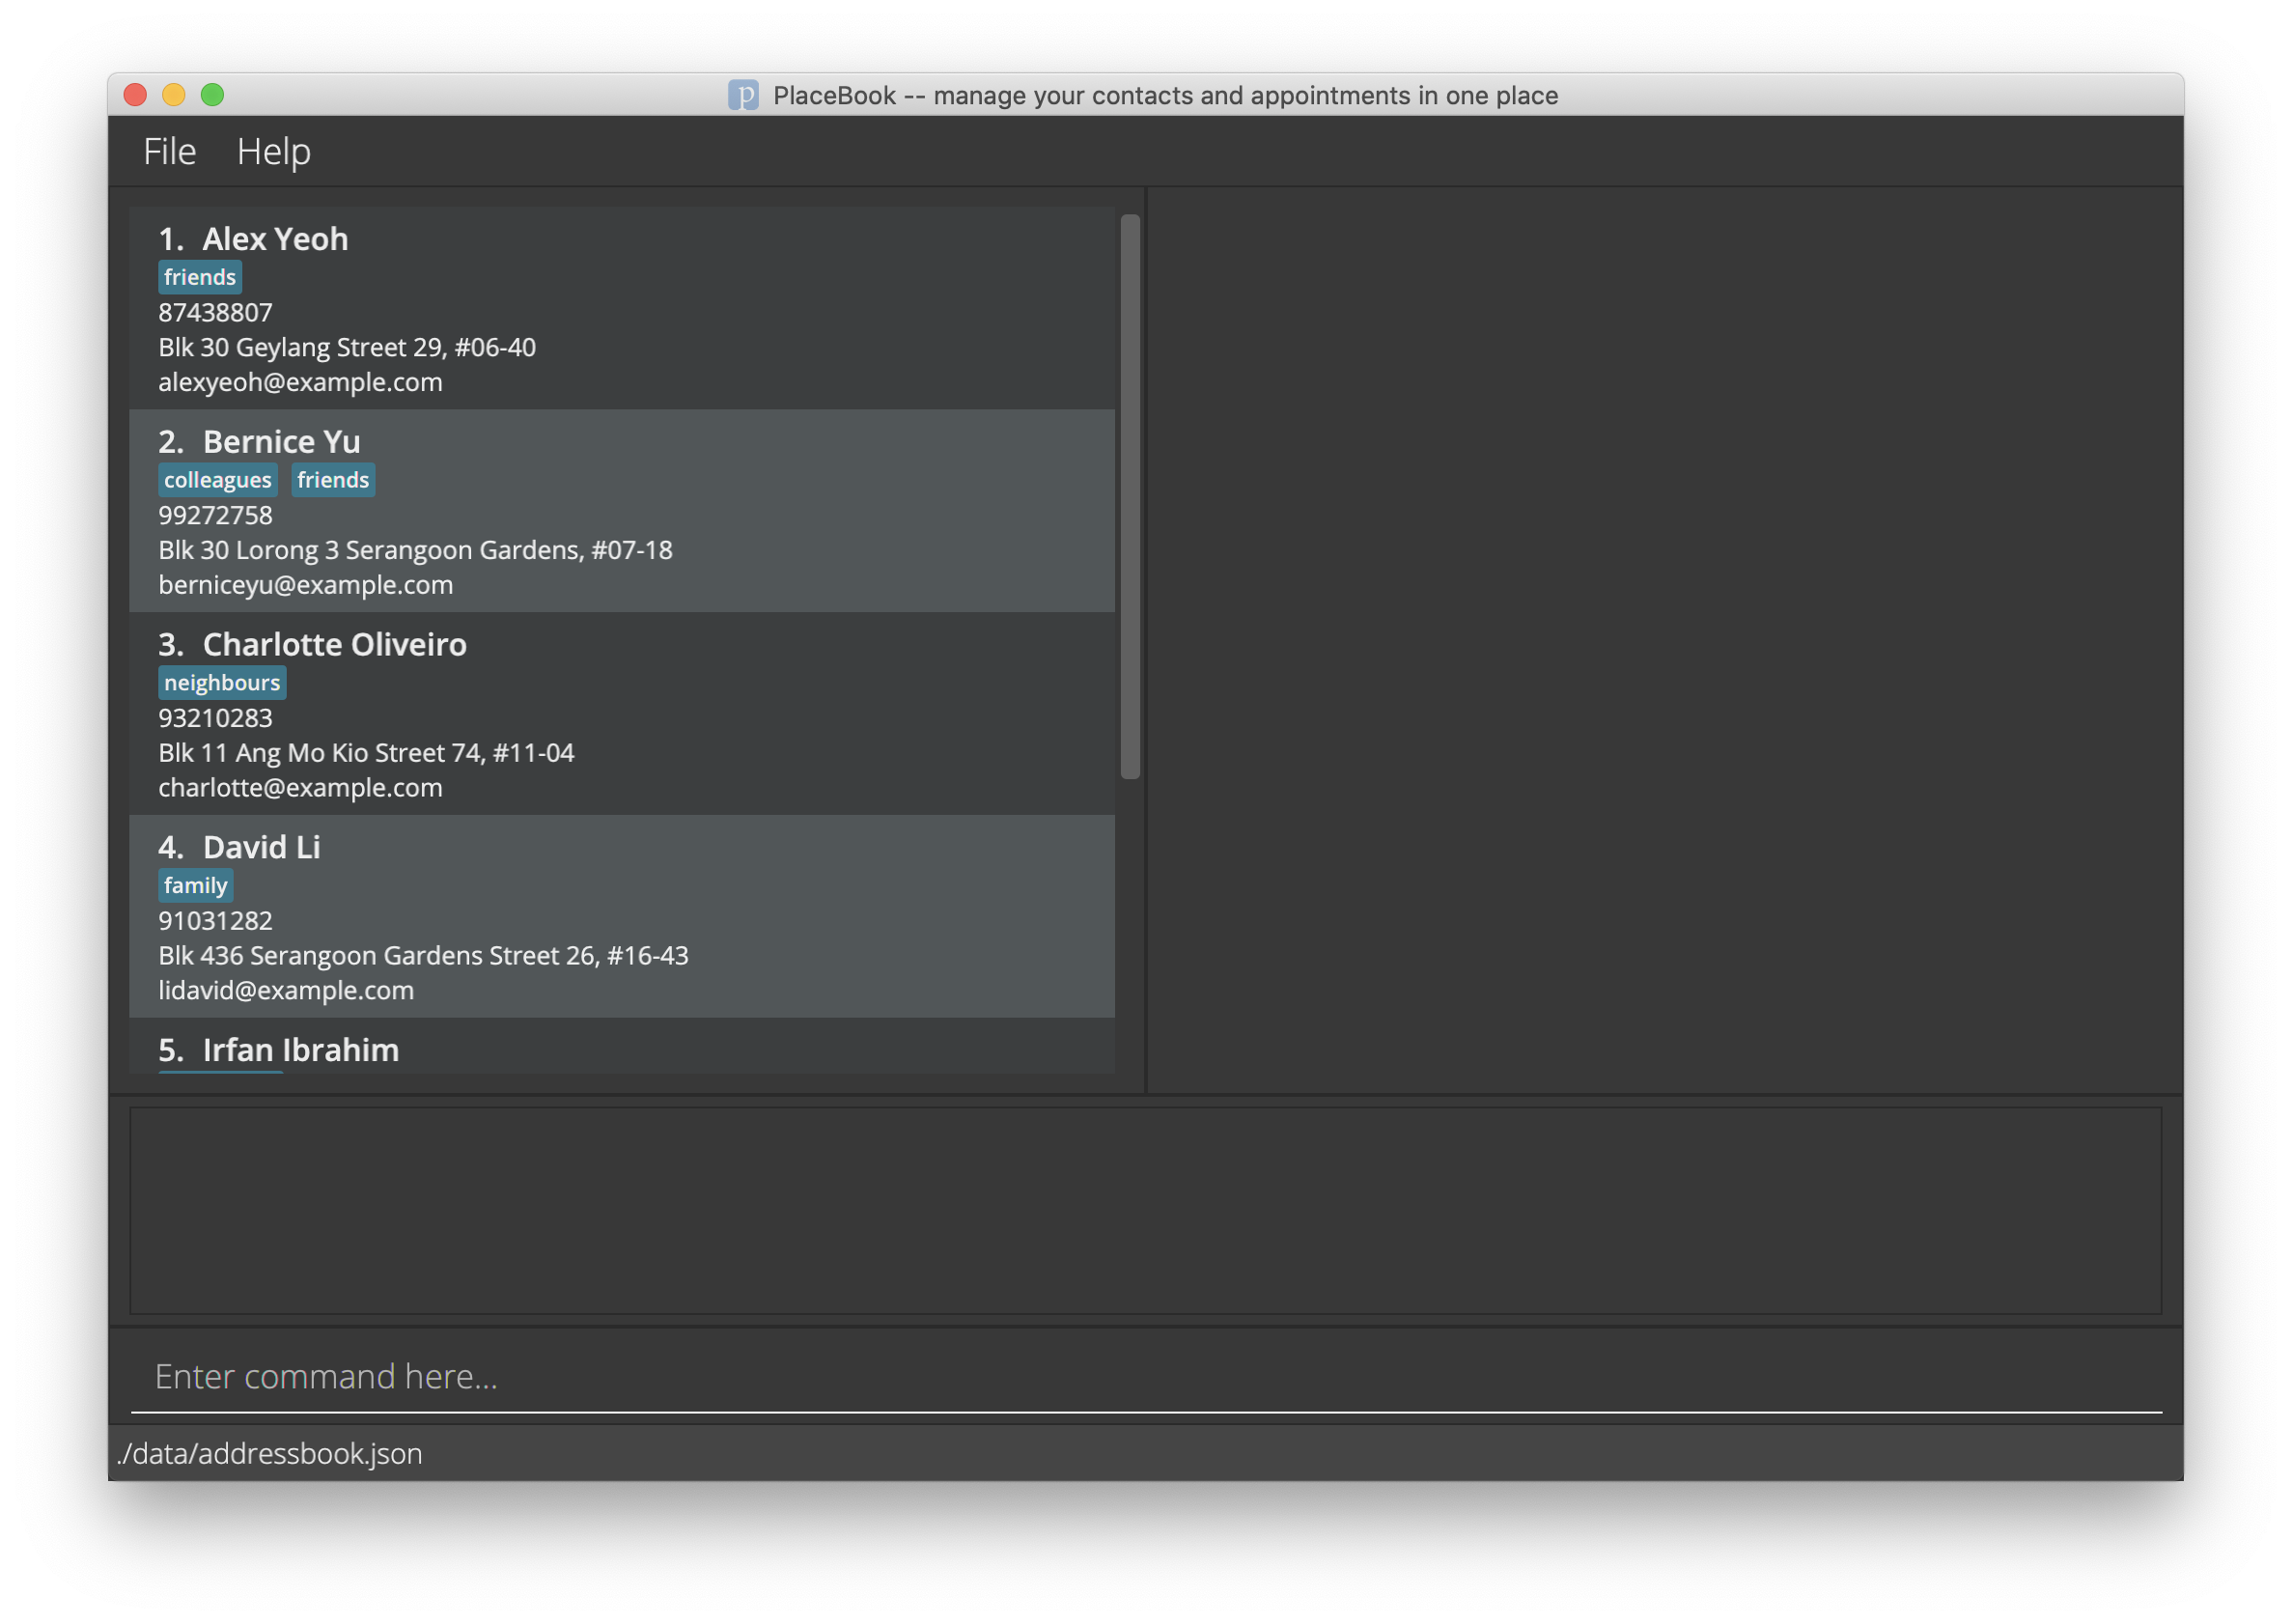 p PlaceBook -- manage your contacts and appointments in one place
File Help
1. Alex Yeoh
friends
87438807
Blk 30 Geylang Street 29, #06-40
alexyeoh@example.com
2. Bernice Yu
colleagues friends
99272758
Blk 30 Lorong 3 Serangoon Gardens, #07-18
berniceyu@example.com
3. Charlotte Oliveiro
neighbours
93210283
Blk 11 Ang Mo Kio Street 74, #11-04
charlotte@example.com
4. David Li
family
91031282
Blk 436 Serangoon Gardens Street 26, #16-43
lidavid@example.com
5. Irfan Ibrahim
Enter command here...
./data/addressbook.json